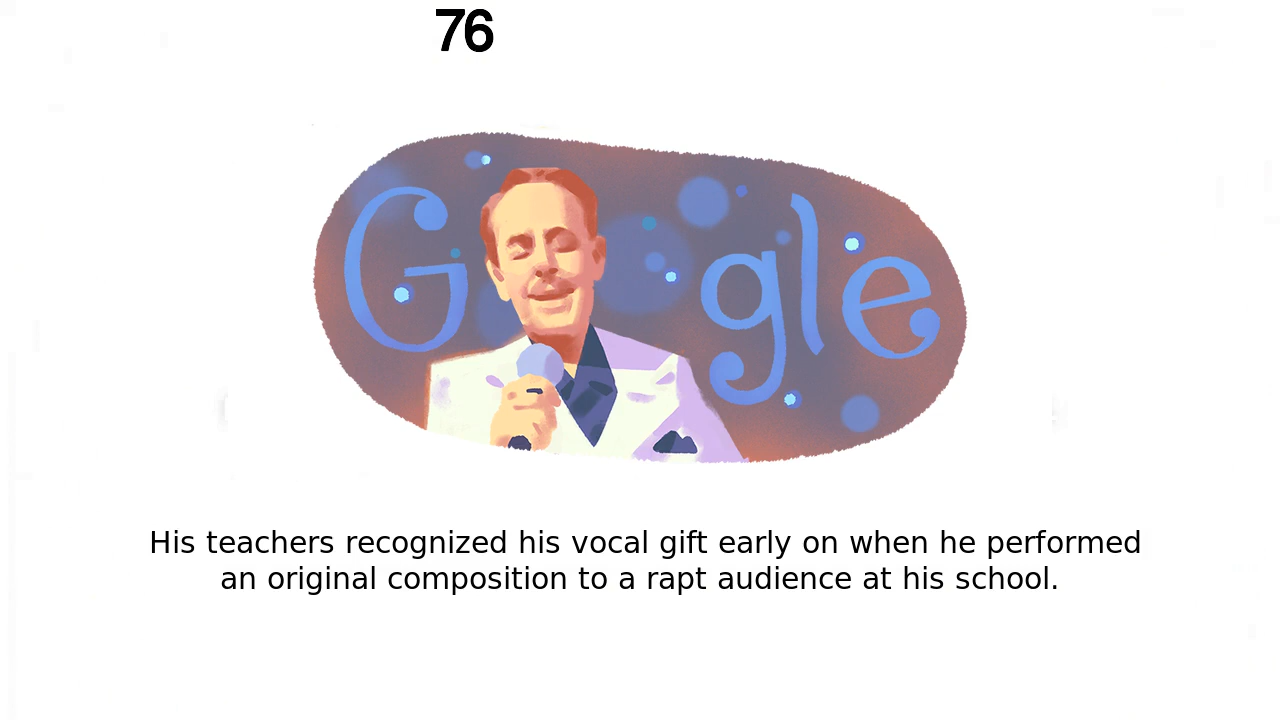 76
Google
His teachers recognized his vocal gift early on when he performed
an original composition to a rapt audience at his school.